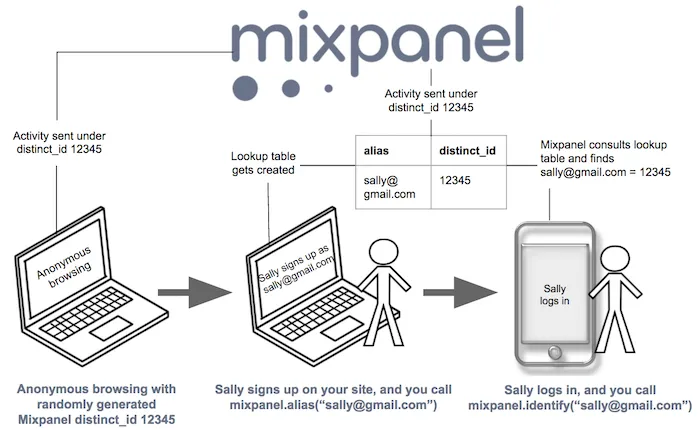 mixpanel
Activity sent under
distinct_id 12345
Activity sent under
distinct_id 12345
Lookup table
gets created
alias
distinct_id
sally@
gmail.com
12345
Mixpanel consults lookup
table and finds
sally@gmail.com = 12345
Anonymous
browsing
Sally signs up as
sally@gmail.com
Sally
logs in
Anonymous browsing with
randomly generated
Mixpanel distinct_id 12345
Sally signs up on your site, and you call
mixpanel.alias(“sally@gmail.com”)
Sally logs in, and you call
mixpanel.identify(“sally@gmail.com”)